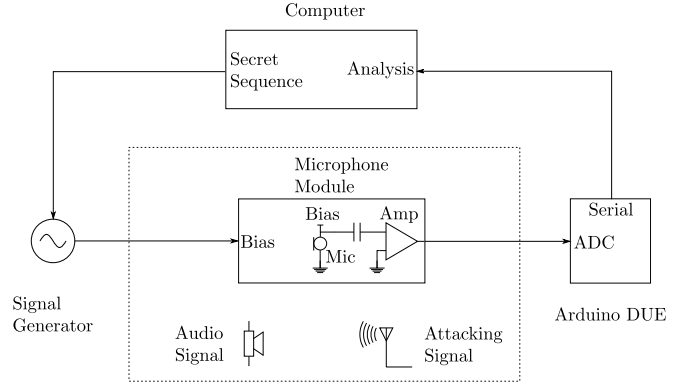 Computer
Secret
Sequence
Analysis
Microphone
Module
Bias
Amp
Serial
Bias
Mic
ADC
Signal
Generator
Arduino DUE
Audio
Signal
Attacking
Signal